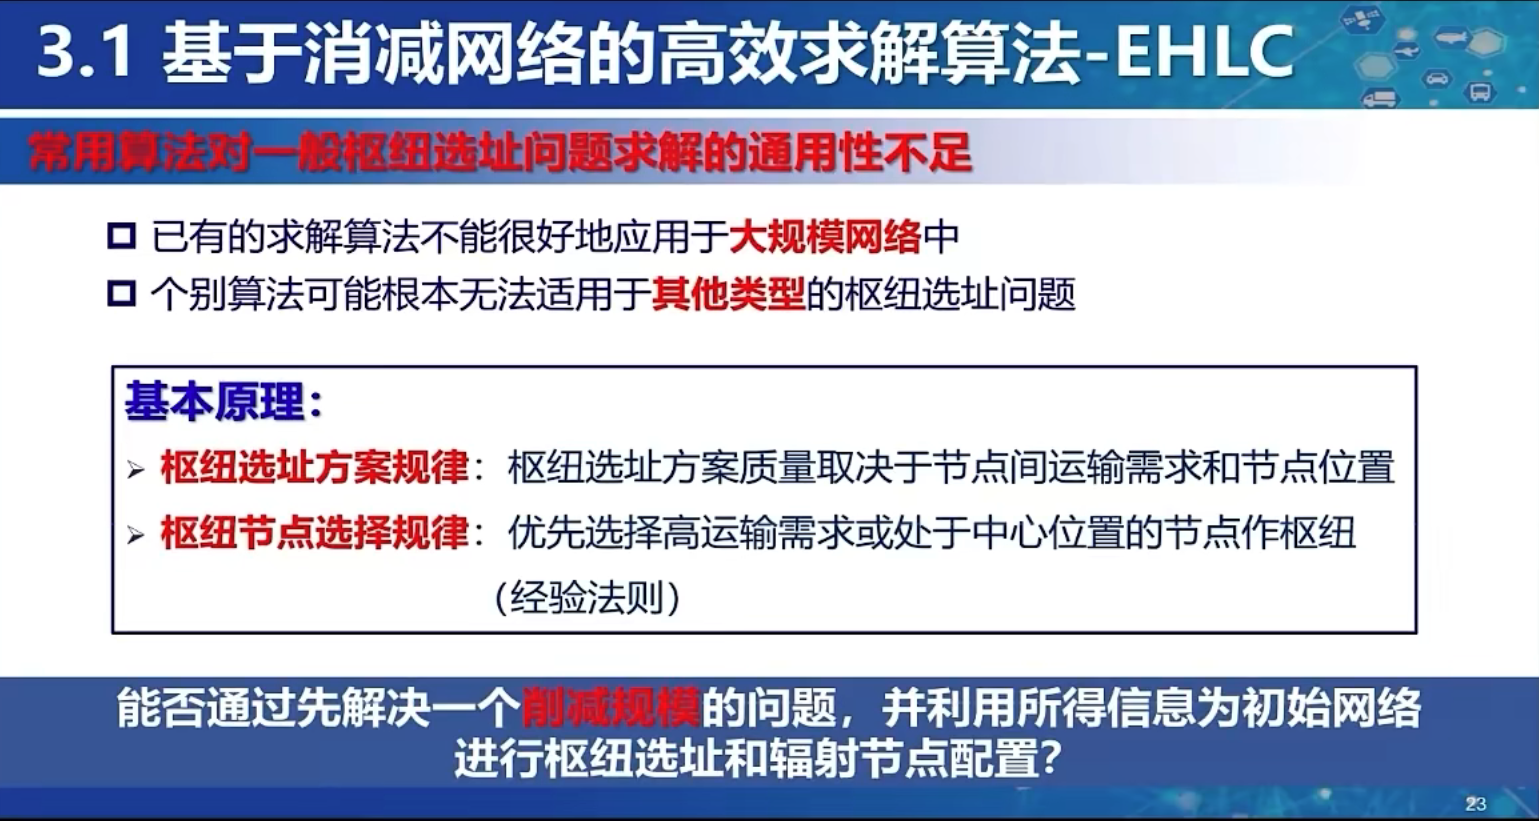 3.1 基于消减网络的高效求解算法-EHLC
常用算法对一般枢纽选址问题求解的通用性不足
已有的求解算法不能很好地应用于大规模网络中
个别算法可能根本无法适用于其他类型的枢纽选址问题
基本原理：
枢纽选址方案规律：枢纽选址方案质量取决于节点间运输需求和节点位置
枢纽节点选择规律：优先选择高运输需求或处于中心位置的节点作枢纽
（经验法则）
能否通过先解决一个削减规模的问题，并利用所得信息为初始网络
进行枢纽选址和辐射节点配置？
23